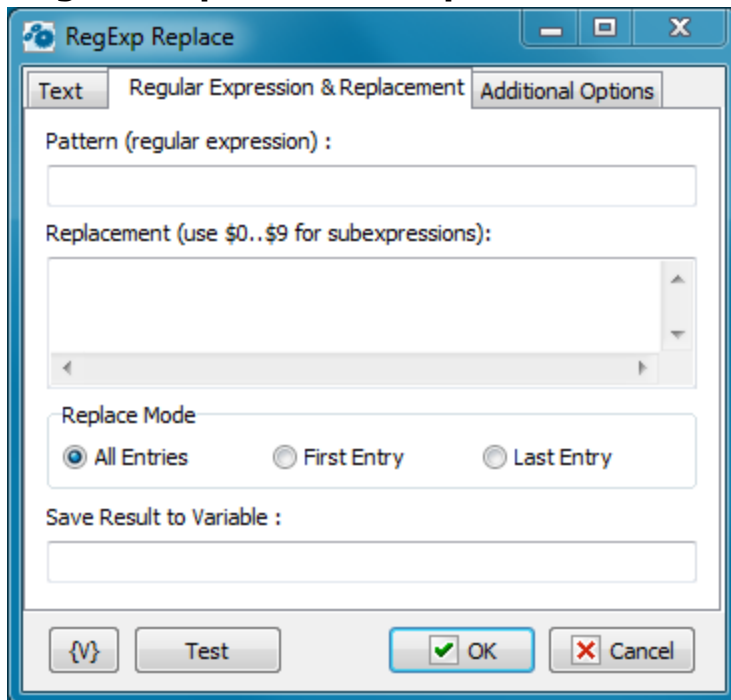 RegExp Replace
Text Regular Expression & Replacement Additional Options
Pattern (regular expression) :
Replacement (use $0..$9 for subexpressions):
Replace Mode
All Entries First Entry Last Entry
Save Result to Variable :
{V} Test OK Cancel